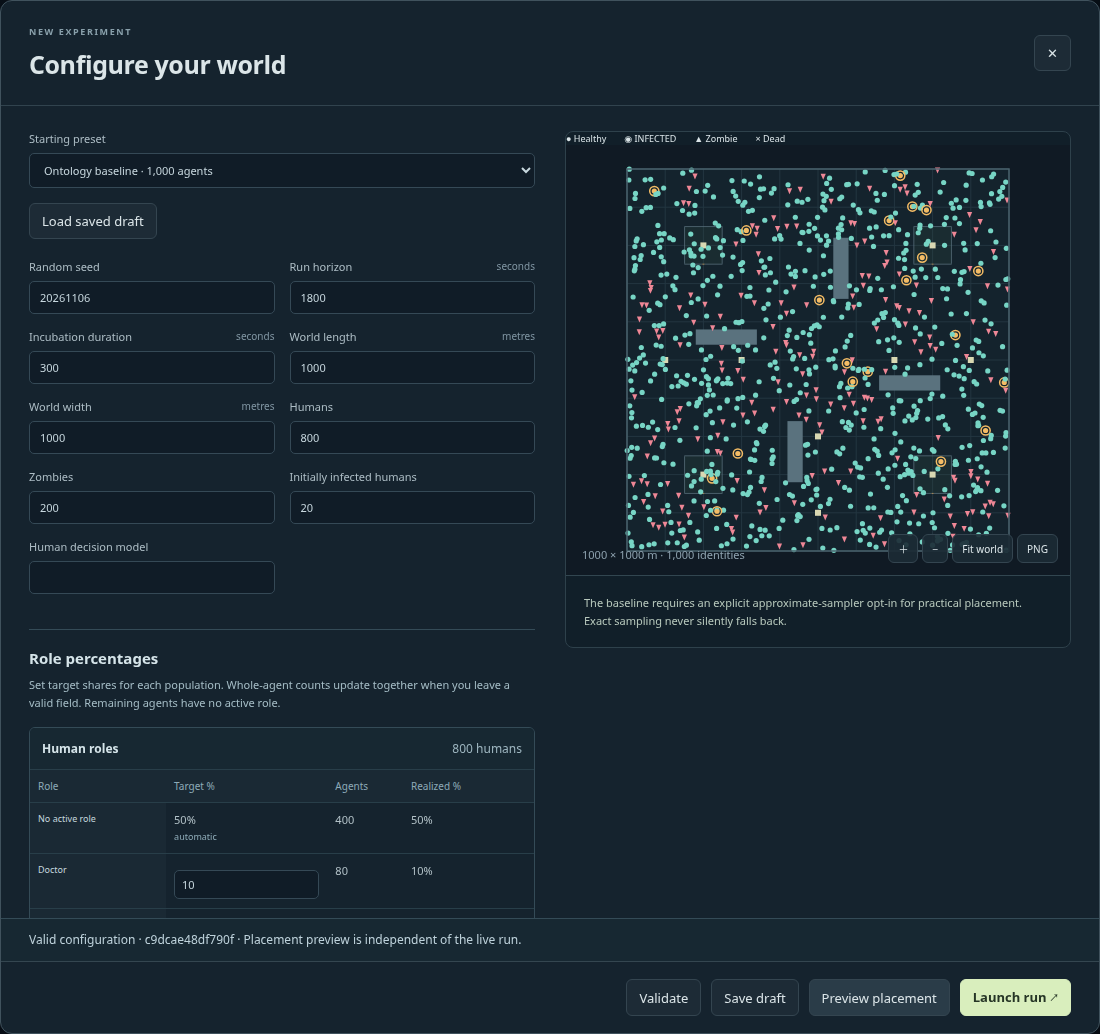 NEW EXPERIMENT
Configure your world
×
Starting preset
Ontology baseline · 1,000 agents
Load saved draft
Random seed
20261106
Run horizon seconds
1800
Incubation duration seconds
300
World length metres
1000
World width metres
1000
Humans
800
Zombies
200
Initially infected humans
20
Human decision model
Role percentages
Set target shares for each population. Whole-agent counts update together when you leave a
valid field. Remaining agents have no active role.
Human roles 800 humans
Role Target % Agents Realized %
No active role 50% 400 50%
automatic
Doctor 10 80 10%
● Healthy ◉ INFECTED ▲ Zombie × Dead
1000 × 1000 m · 1,000 identities
+ − Fit world PNG
The baseline requires an explicit approximate-sampler opt-in for practical placement.
Exact sampling never silently falls back.
Valid configuration · c9dcae48df790f · Placement preview is independent of the live run.
Validate Save draft Preview placement Launch run ↗